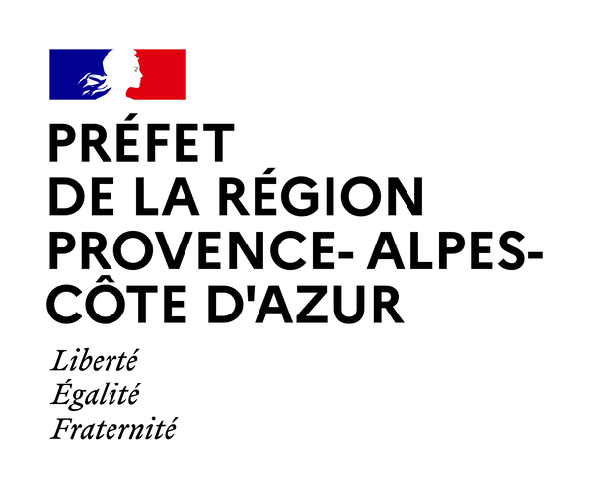 PRÉFET
DE LA RÉGION
PROVENCE- ALPES-
CÔTE D'AZUR
Liberté
Égalité
Fraternité